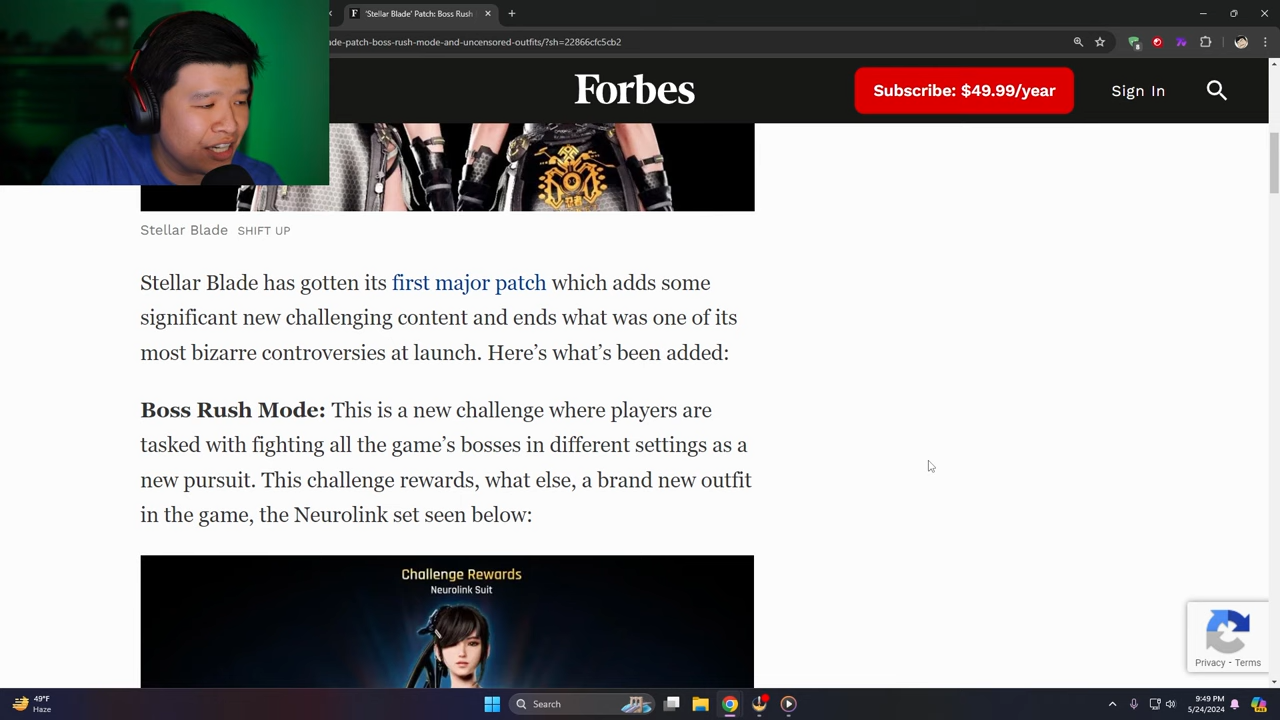 'Stellar Blade' Patch: Boss Rush
de-patch-boss-rush-mode-and-uncensored-outfits/?sh=22866cfc5cb2
Forbes
Subscribe: $49.99/year
Sign In
Stellar Blade SHIFT UP
Stellar Blade has gotten its first major patch which adds some
significant new challenging content and ends what was one of its
most bizarre controversies at launch. Here’s what’s been added:
Boss Rush Mode: This is a new challenge where players are
tasked with fighting all the game’s bosses in different settings as a
new pursuit. This challenge rewards, what else, a brand new outfit
in the game, the Neurolink set seen below:
Challenge Rewards
Neurolink Suit
Privacy - Terms
49°F
Haze
Search
9:49 PM
5/24/2024